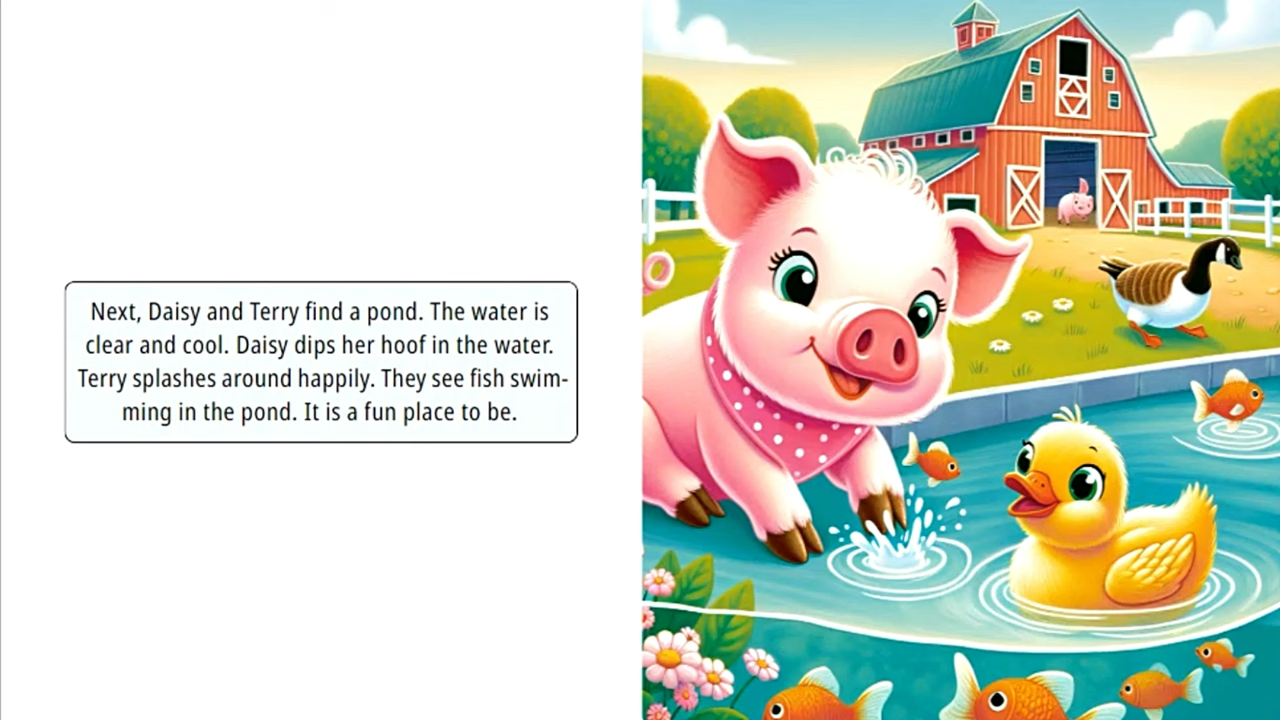 Next, Daisy and Terry find a pond. The water is
clear and cool. Daisy dips her hoof in the water.
Terry splashes around happily. They see fish swim-
ming in the pond. It is a fun place to be.